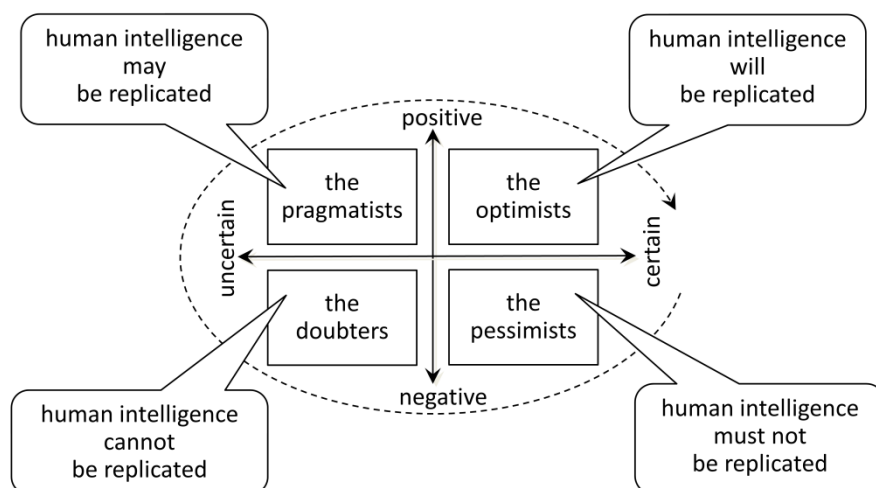 human intelligence
may
be replicated
human intelligence
will
be replicated
positive
the
pragmatists
the
optimists
uncertain
certain
the
doubters
the
pessimists
negative
human intelligence
cannot
be replicated
human intelligence
must not
be replicated